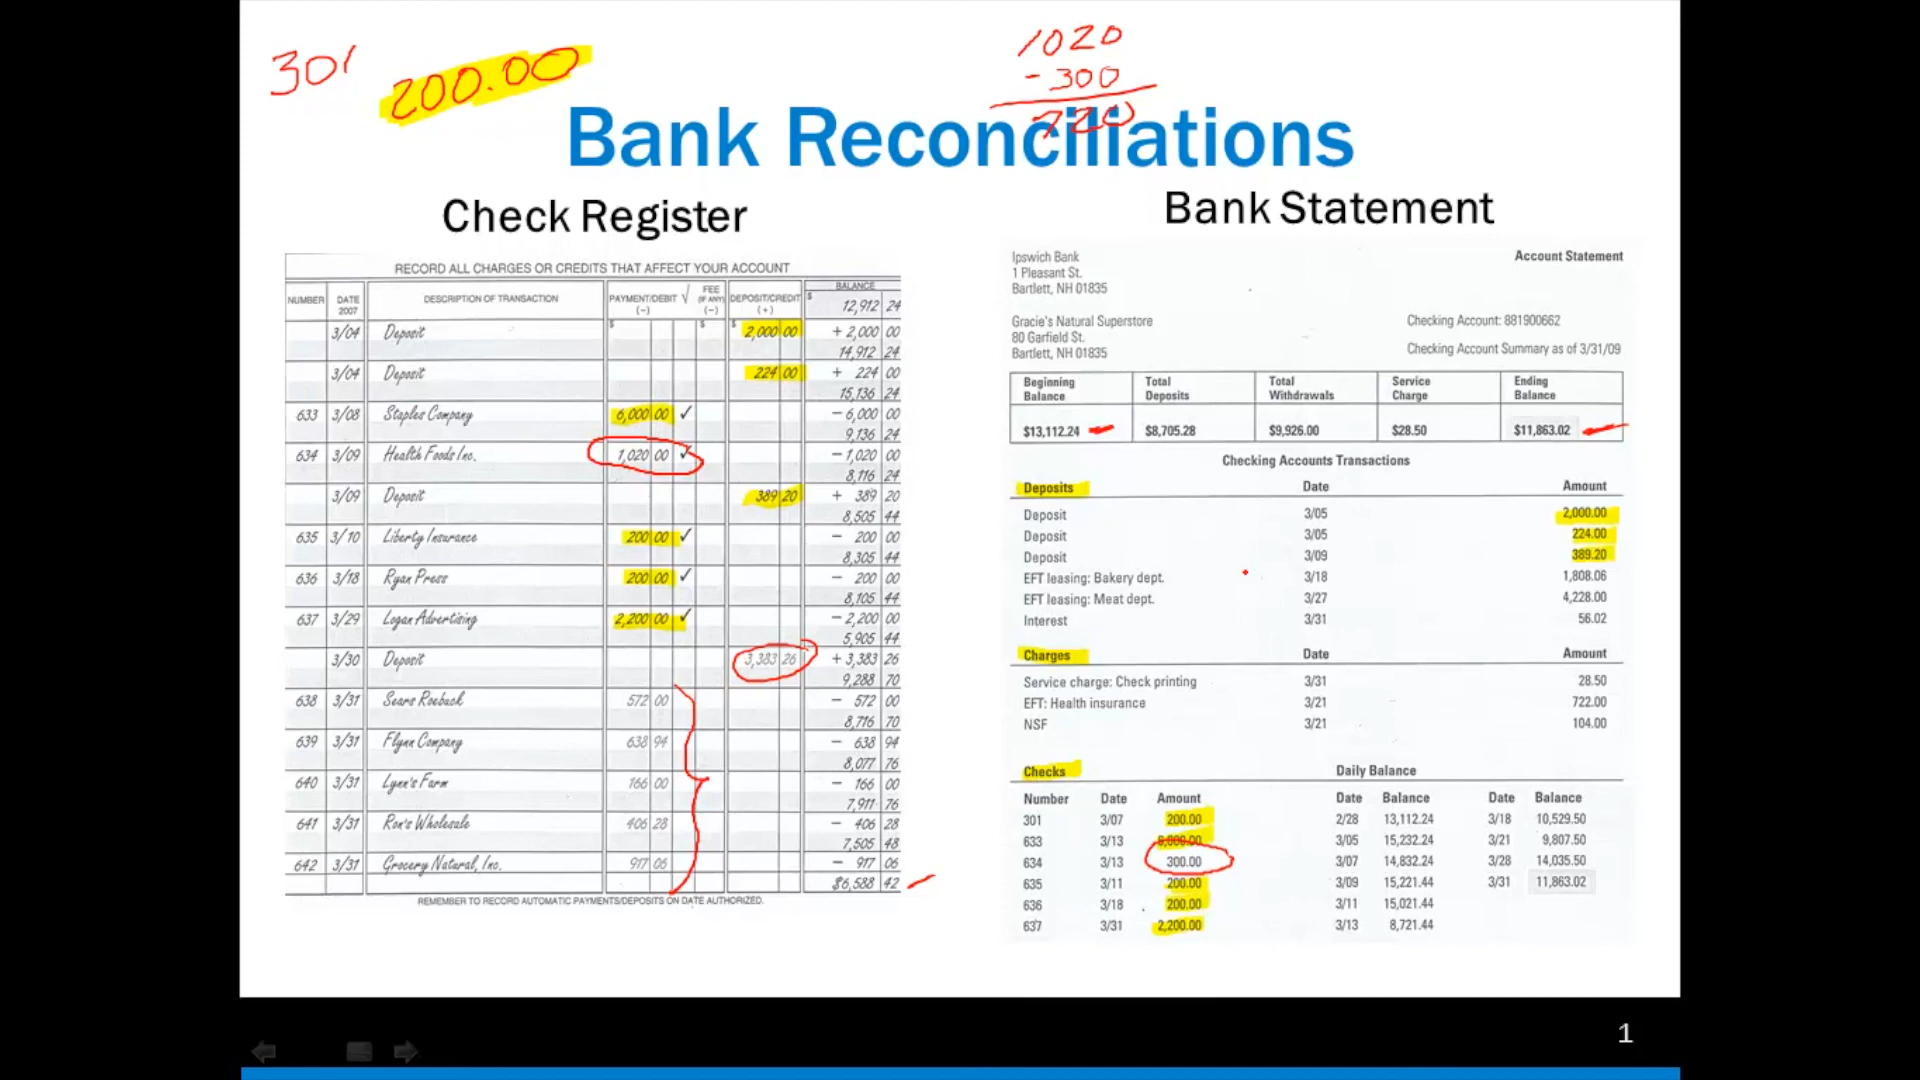 301 200.00
1020
- 300
720
Bank Reconciliations
Check Register
RECORD ALL CHARGES OR CREDITS THAT AFFECT YOUR ACCOUNT
NUMBER DATE 2007 DESCRIPTION OF TRANSACTION PAYMENT/DEBIT (−) √ FEE (IF ANY) (−) DEPOSIT/CREDIT (+) BALANCE
$ 12,912 24
3/04 Deposit $ $ $ 2,000 00 + 2,000 00
14,912 24
3/04 Deposit 224 00 + 224 00
15,136 24
633 3/08 Staples Company 6,000 00 ✓ − 6,000 00
9,136 24
634 3/09 Health Foods Inc. 1,020 00 ✓ − 1,020 00
8,116 24
3/09 Deposit 389 20 + 389 20
8,505 44
635 3/10 Liberty Insurance 200 00 ✓ − 200 00
8,305 44
636 3/18 Ryan Press 200 00 ✓ − 200 00
8,105 44
637 3/29 Logan Advertising 2,200 00 ✓ − 2,200 00
5,905 44
3/30 Deposit 3,383 26 + 3,383 26
9,288 70
638 3/31 Sears Roebuck 572 00 − 572 00
8,716 70
639 3/31 Flynn Company 638 94 − 638 94
8,077 76
640 3/31 Lynn's Farm 166 00 − 166 00
7,911 76
641 3/31 Ron's Wholesale 406 28 − 406 28
7,505 48
642 3/31 Grocery Natural, Inc. 917 06 − 917 06
$6,588 42
REMEMBER TO RECORD AUTOMATIC PAYMENTS/DEPOSITS ON DATE AUTHORIZED.
Bank Statement
Ipswich Bank Account Statement
1 Pleasant St.
Bartlett, NH 01835
Gracie's Natural Superstore Checking Account: 881900662
80 Garfield St.
Bartlett, NH 01835 Checking Account Summary as of 3/31/09
Beginning Balance Total Deposits Total Withdrawals Service Charge Ending Balance
$13,112.24 $8,705.28 $9,926.00 $28.50 $11,863.02
Checking Accounts Transactions
Deposits Date Amount
Deposit 3/05 2,000.00
Deposit 3/05 224.00
Deposit 3/09 389.20
EFT leasing: Bakery dept. 3/18 1,808.06
EFT leasing: Meat dept. 3/27 4,228.00
Interest 3/31 56.02
Charges Date Amount
Service charge: Check printing 3/31 28.50
EFT: Health insurance 3/21 722.00
NSF 3/21 104.00
Checks Daily Balance
Number Date Amount Date Balance Date Balance
301 3/07 200.00 2/28 13,112.24 3/18 10,529.50
633 3/13 6,000.00 3/05 15,232.24 3/21 9,807.50
634 3/13 300.00 3/07 14,832.24 3/28 14,035.50
635 3/11 200.00 3/09 15,221.44 3/31 11,863.02
636 3/18 200.00 3/11 15,021.44
637 3/31 2,200.00 3/13 8,721.44
1